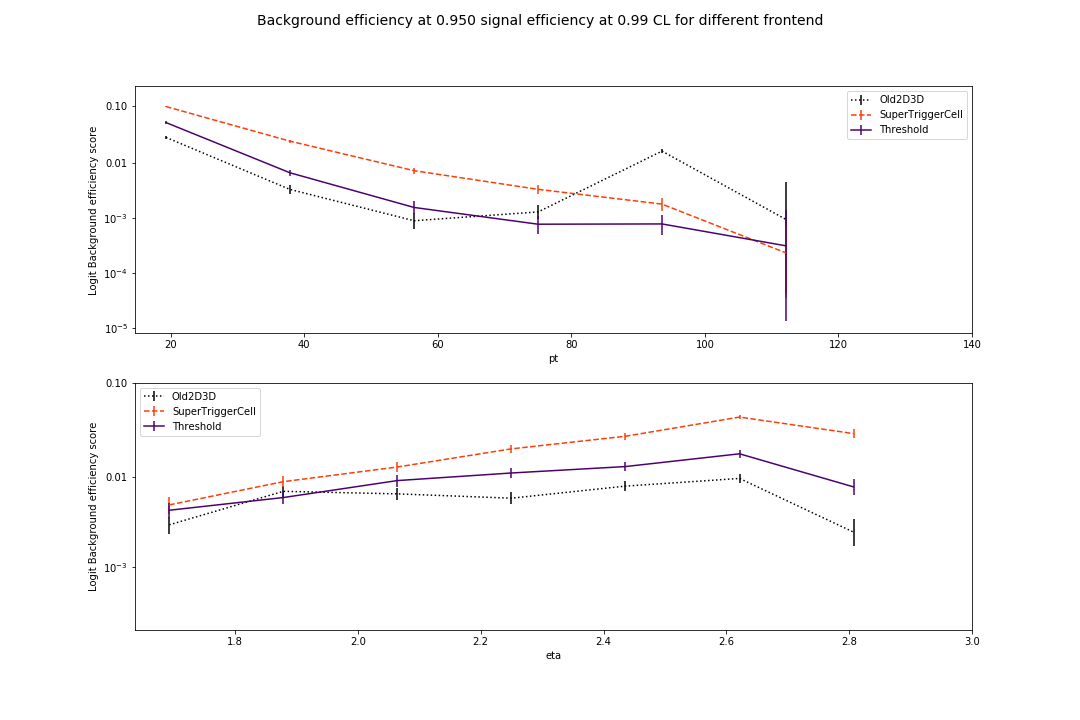 Background efficiency at 0.950 signal efficiency at 0.99 CL for different frontend
Logit Background efficiency score
0.10
0.01
10⁻³
10⁻⁴
10⁻⁵
Old2D3D
SuperTriggerCell
Threshold
20 40 60 80 100 120 140
pt
Logit Background efficiency score
0.10
0.01
10⁻³
Old2D3D
SuperTriggerCell
Threshold
1.8 2.0 2.2 2.4 2.6 2.8 3.0
eta